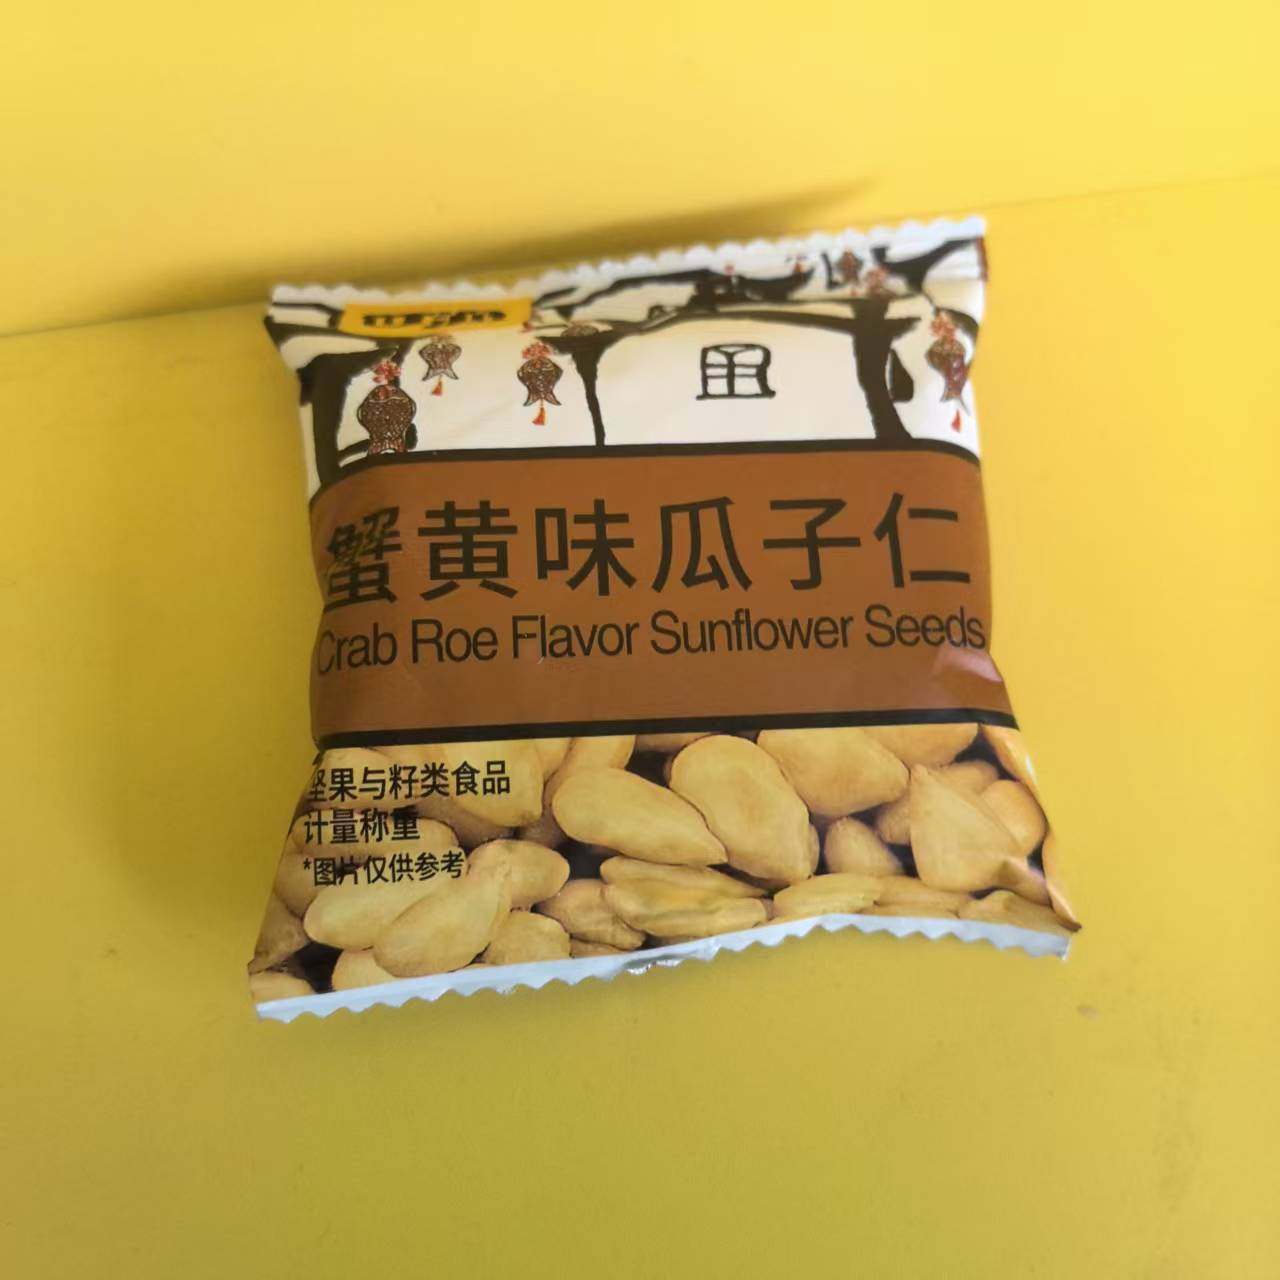 蟹黄味瓜子仁
Crab Roe Flavor Sunflower Seeds
坚果与籽类食品
计量称重
*图片仅供参考